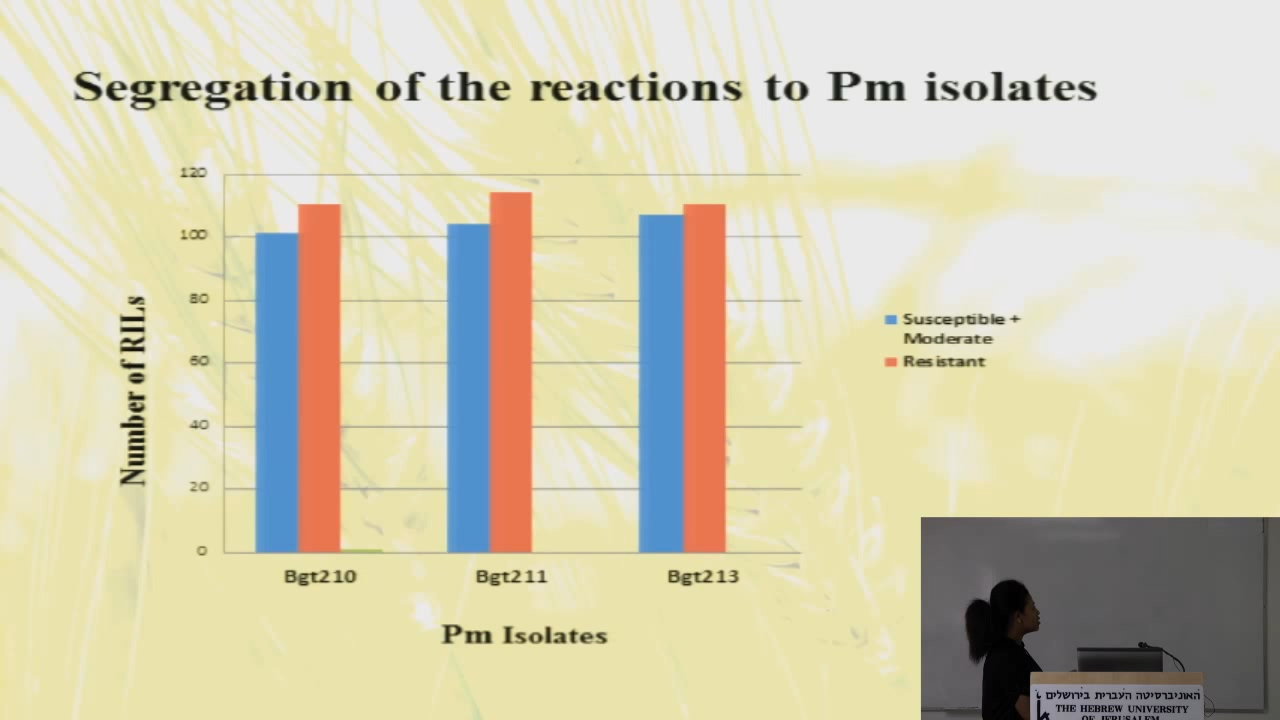 Segregation of the reactions to Pm isolates
120
100
80
60
40
20
0
Number of RILs
Bgt210
Bgt211
Bgt213
Pm Isolates
Susceptible +
Moderate
Resistant
האוניברסיטה העברית בירושלים
THE HEBREW UNIVERSITY
OF JERUSALEM